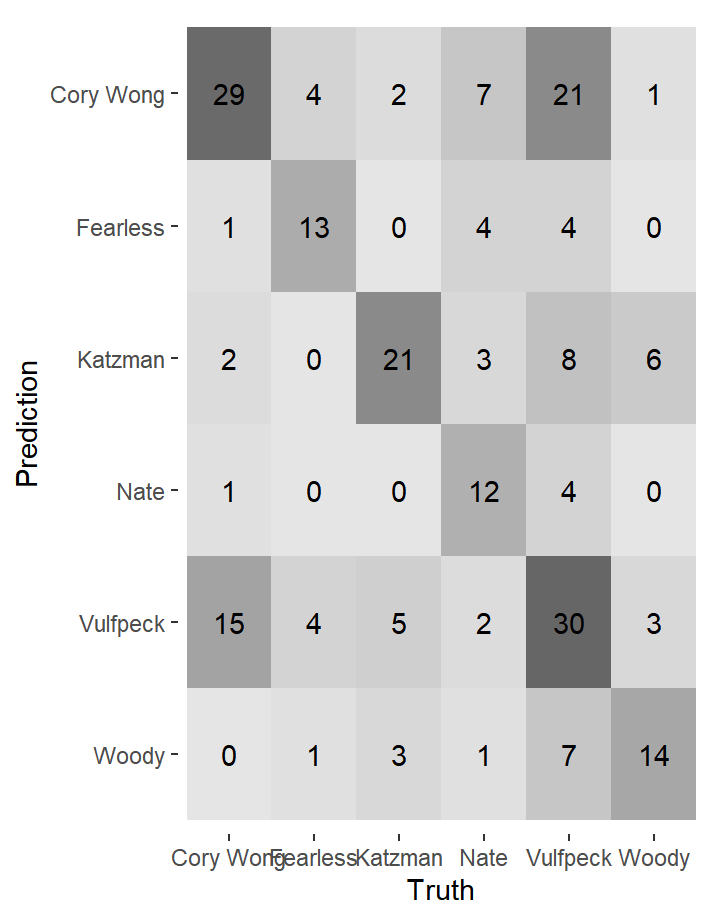 Cory Wong 29 4 2 7 21 1
Fearless 1 13 0 4 4 0
Katzman 2 0 21 3 8 6
Nate 1 0 0 12 4 0
Vulfpeck 15 4 5 2 30 3
Woody 0 1 3 1 7 14
Cory Wong Fearless Katzman Nate Vulfpeck Woody
Truth
Prediction